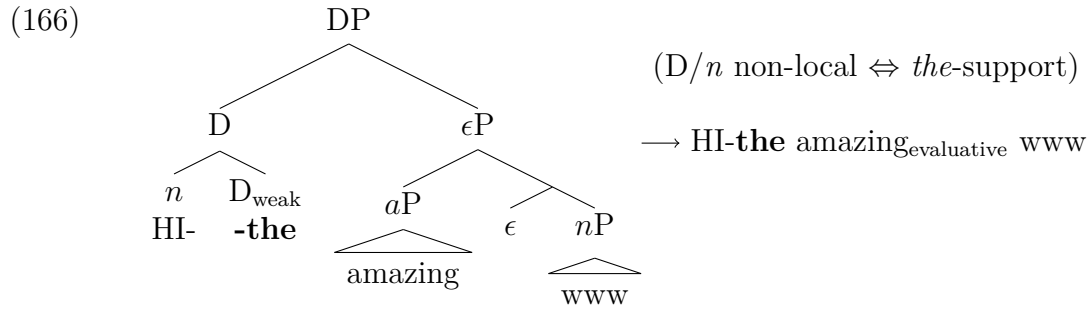 (166)
DP
(D/n non-local ⇔ the-support)
D ϵP
⟶ HI-the amazing_evaluative www
n D_weak aP ϵ nP
HI- -the
amazing
www